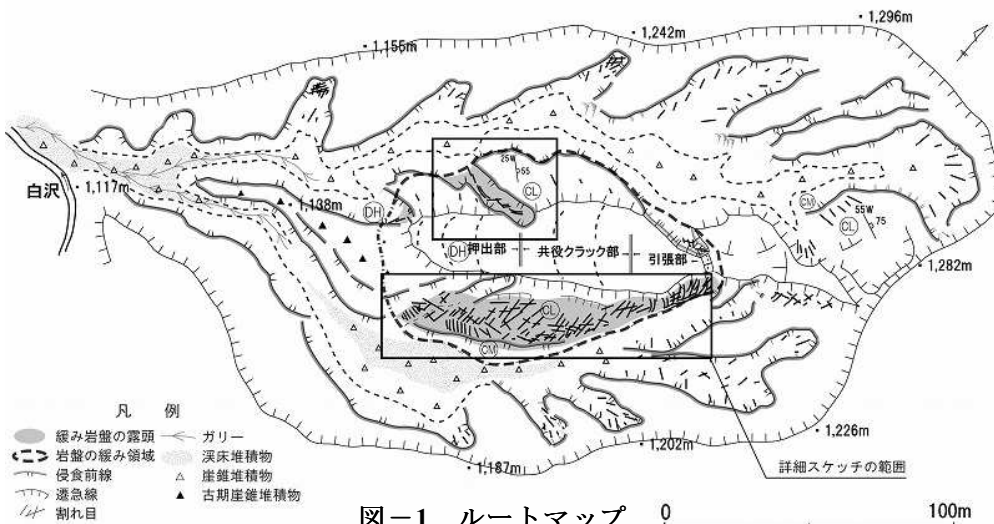 ・1,296m
・1,242m
・1,156m
25W
55
CL
白沢
・1,117m
・1,138m
DH
CM
55W
CL
75
DH
押出部
共役クラック部
引張部
・1,282m
CL
CM
凡 例
緩み岩盤の露頭
ガリー
岩盤の緩み領域
渓床堆積物
侵食前線
崖錐堆積物
遷急線
古期崖錐堆積物
割れ目
・1,226m
・1,202m
・1,187m
詳細スケッチの範囲
図－1 ルートマップ
0
100m